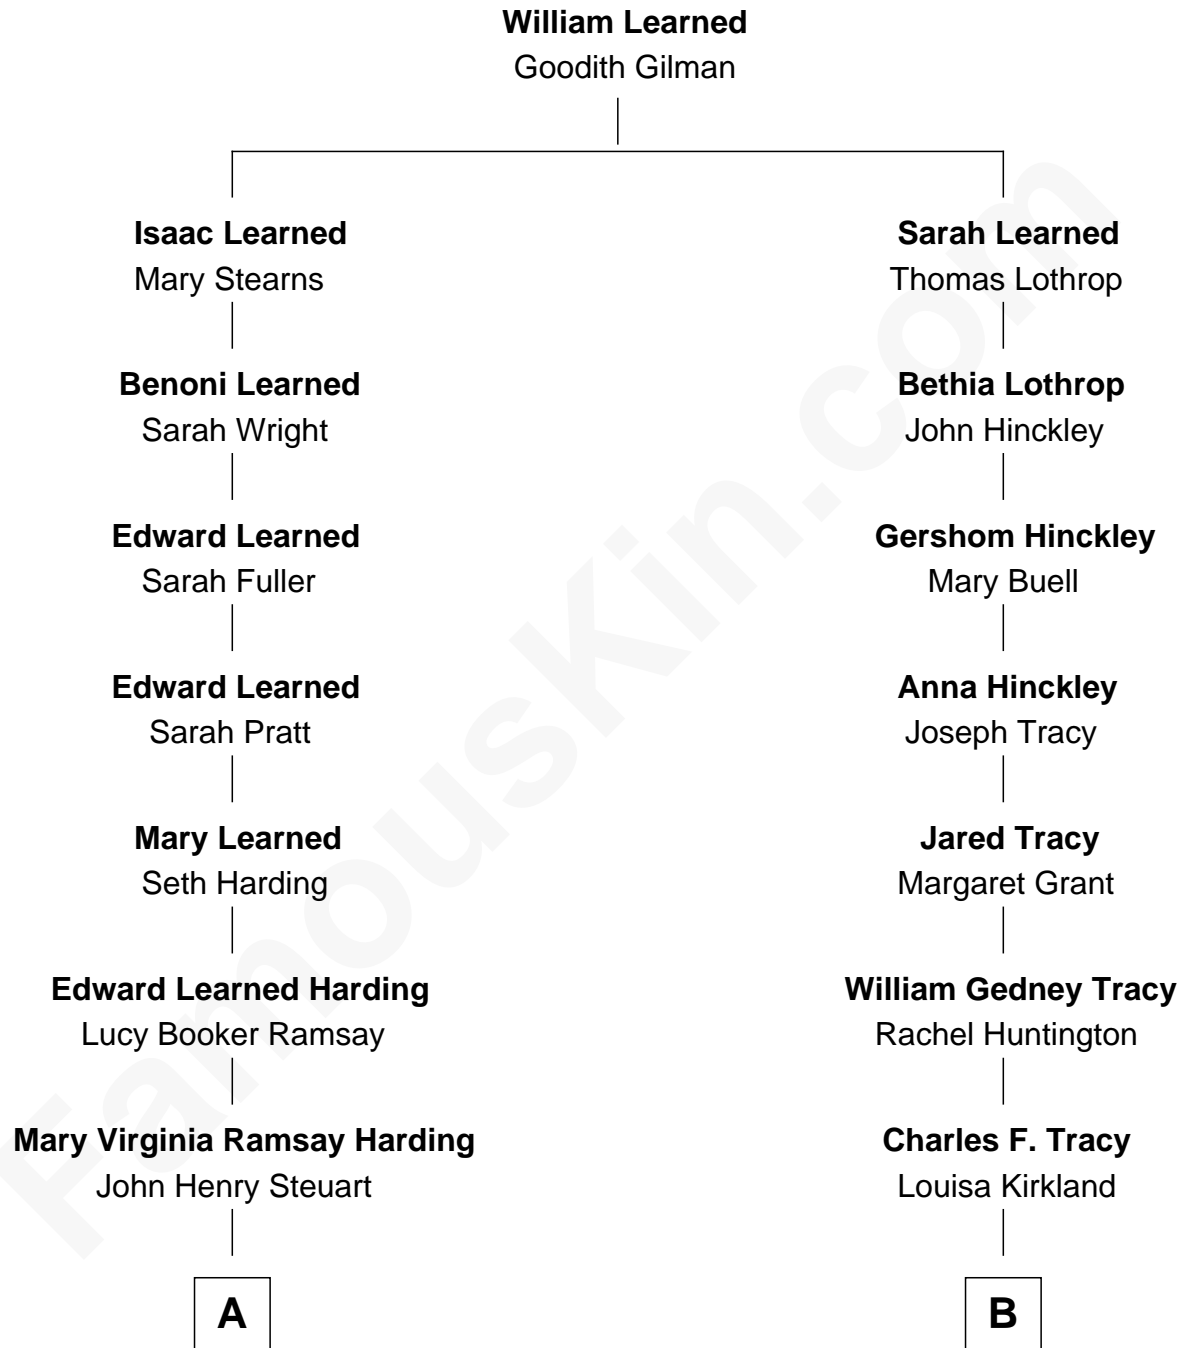 William Learned
Goodith Gilman
Isaac Learned
Mary Stearns
Sarah Learned
Thomas Lothrop
Benoni Learned
Sarah Wright
Bethia Lothrop
John Hinckley
Edward Learned
Sarah Fuller
Gershom Hinckley
Mary Buell
Edward Learned
Sarah Pratt
Anna Hinckley
Joseph Tracy
Mary Learned
Seth Harding
Jared Tracy
Margaret Grant
Edward Learned Harding
Lucy Booker Ramsay
William Gedney Tracy
Rachel Huntington
Mary Virginia Ramsay Harding
John Henry Steuart
Charles F. Tracy
Louisa Kirkland
A
B
FamousKin.com